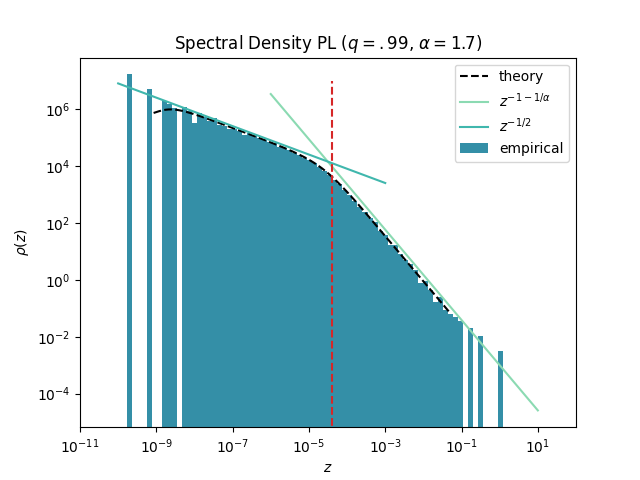 Spectral Density PL (q = .99, α = 1.7)
theory
z^{−1−1/α}
z^{−1/2}
empirical
ρ(z)
10^6
10^4
10^2
10^0
10^{−2}
10^{−4}
10^{−11} 10^{−9} 10^{−7} 10^{−5} 10^{−3} 10^{−1} 10^1
z